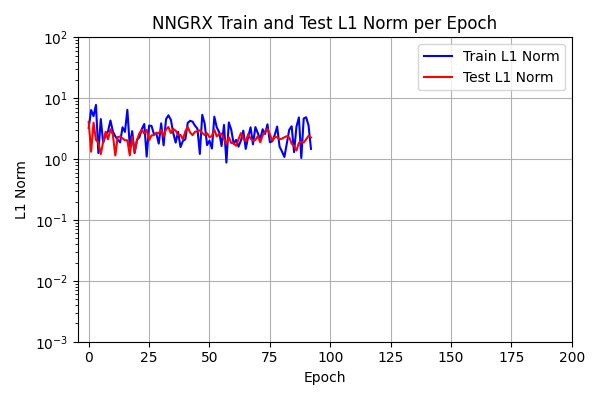 NNGRX Train and Test L1 Norm per Epoch
Train L1 Norm
Test L1 Norm
L1 Norm
10²
10¹
10⁰
10⁻¹
10⁻²
10⁻³
0 25 50 75 100 125 150 175 200
Epoch